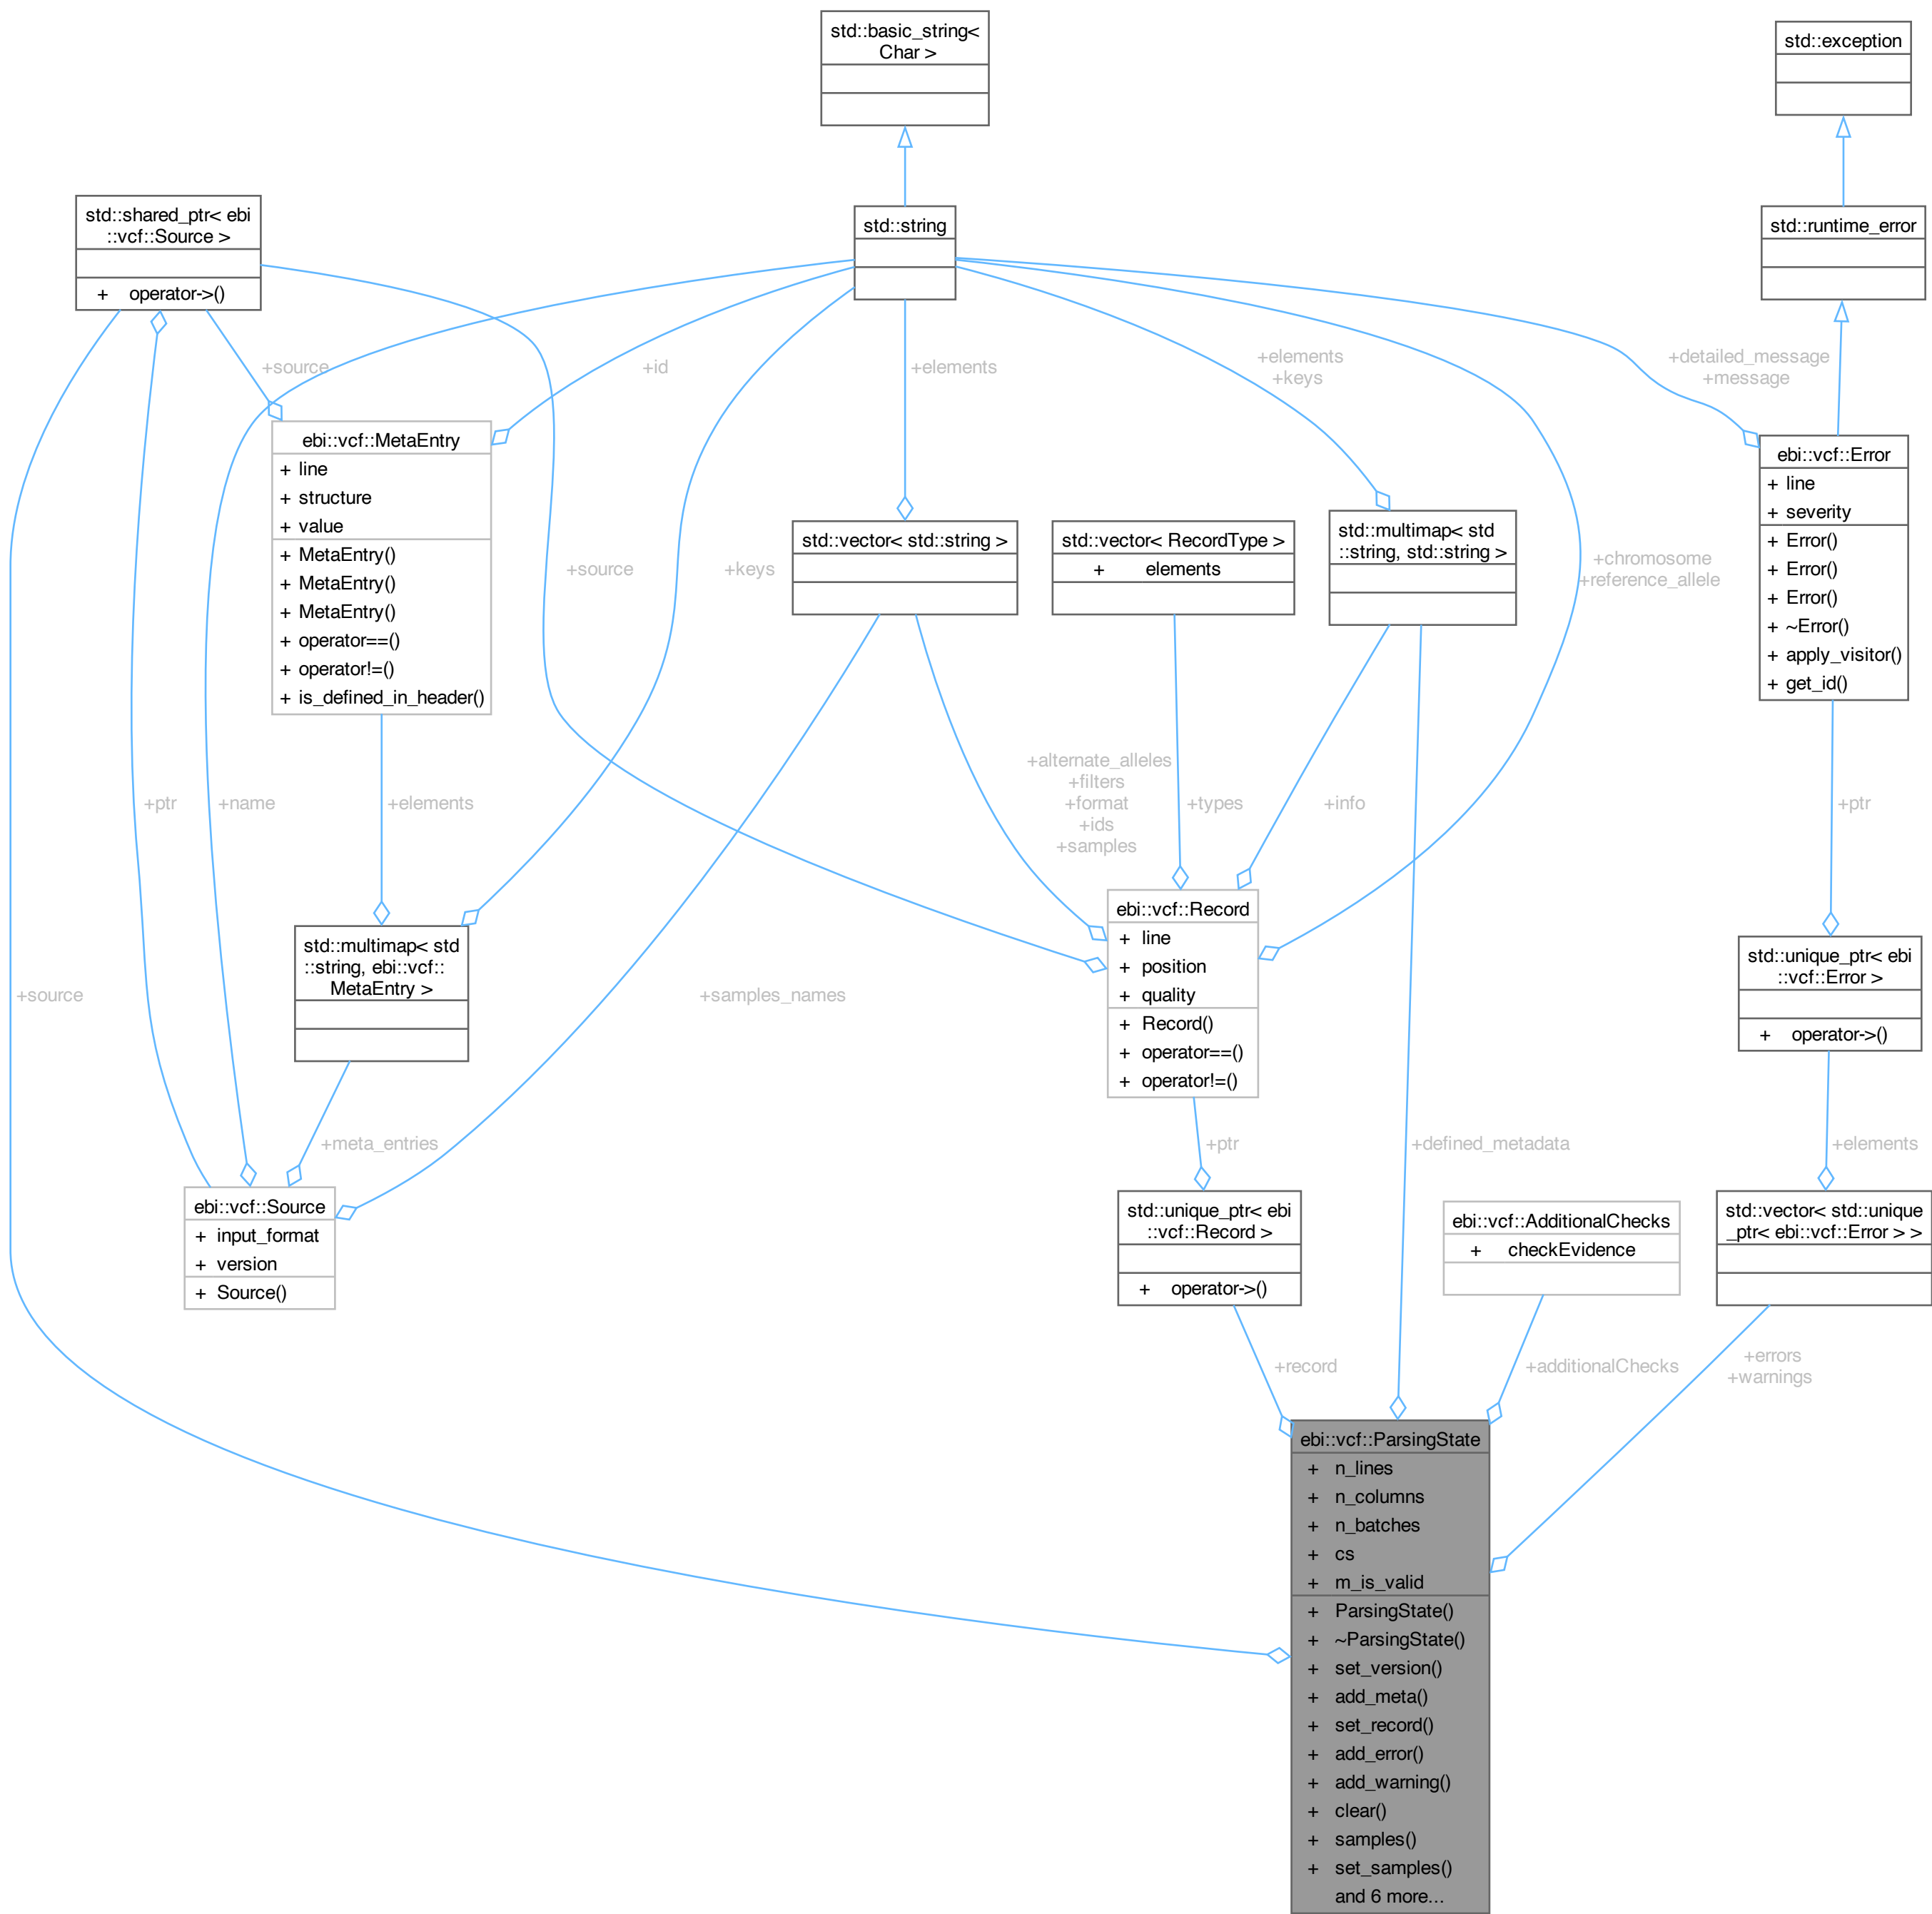 std::basic_string<
Char >
std::exception
std::shared_ptr< ebi
::vcf::Source >
+ operator->()
std::string
std::runtime_error
+source
+id
+elements
+elements
+keys
+detailed_message
+message
ebi::vcf::MetaEntry
+ line
+ structure
+ value
+ MetaEntry()
+ MetaEntry()
+ MetaEntry()
+ operator==()
+ operator!=()
+ is_defined_in_header()
ebi::vcf::Error
+ line
+ severity
+ Error()
+ Error()
+ Error()
+ ~Error()
+ apply_visitor()
+ get_id()
+source
+keys
std::vector< std::string >
std::vector< RecordType >
+ elements
std::multimap< std
::string, std::string >
+chromosome
+reference_allele
+ptr
+name
+elements
+alternate_alleles
+filters
+format
+ids
+samples
+types
+info
+ptr
std::multimap< std
::string, ebi::vcf::
MetaEntry >
ebi::vcf::Record
+ line
+ position
+ quality
+ Record()
+ operator==()
+ operator!=()
std::unique_ptr< ebi
::vcf::Error >
+ operator->()
+source
+samples_names
+meta_entries
+ptr
+defined_metadata
+elements
ebi::vcf::Source
+ input_format
+ version
+ Source()
std::unique_ptr< ebi
::vcf::Record >
+ operator->()
ebi::vcf::AdditionalChecks
+ checkEvidence
std::vector< std::unique
_ptr< ebi::vcf::Error > >
+record
+additionalChecks
+errors
+warnings
ebi::vcf::ParsingState
+ n_lines
+ n_columns
+ n_batches
+ cs
+ m_is_valid
+ ParsingState()
+ ~ParsingState()
+ set_version()
+ add_meta()
+ set_record()
+ add_error()
+ add_warning()
+ clear()
+ samples()
+ set_samples()
and 6 more...